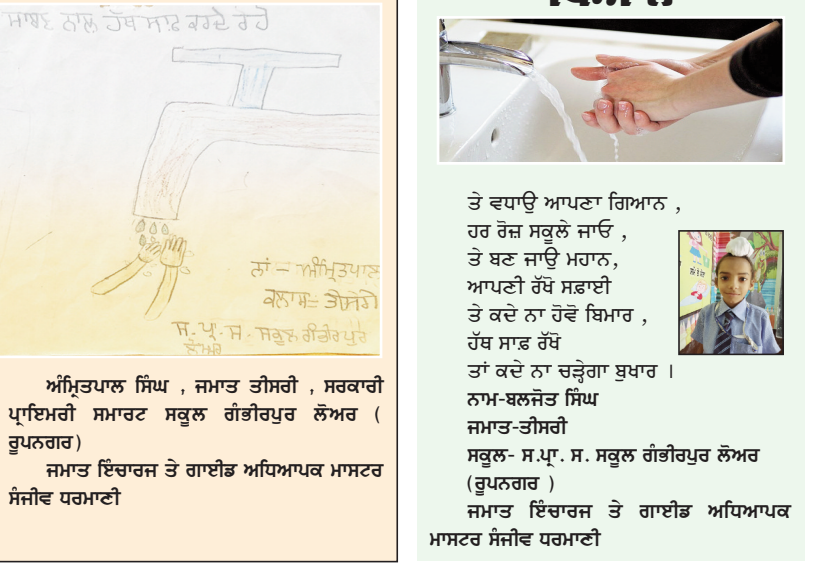 ਸਾਬਣ ਨਾਲ ਹੱਥ ਸਾਫ਼ ਕਰਦੇ ਰਹੋ
ਨਾਂ - ਅੰਮ੍ਰਿਤਪਾਲ
ਕਲਾਸ = ਤੀਸਰੀ
ਸ. ਪ੍ਰ. ਸ. ਸਕੂਲ ਗੰਭੀਰਪੁਰ
ਲੋਅਰ
ਅੰਮ੍ਰਿਤਪਾਲ ਸਿੰਘ , ਜਮਾਤ ਤੀਸਰੀ , ਸਰਕਾਰੀ
ਪ੍ਰਾਇਮਰੀ ਸਮਾਰਟ ਸਕੂਲ ਗੰਭੀਰਪੁਰ ਲੋਅਰ (
ਰੂਪਨਗਰ)
ਜਮਾਤ ਇੰਚਾਰਜ ਤੇ ਗਾਈਡ ਅਧਿਆਪਕ ਮਾਸਟਰ
ਸੰਜੀਵ ਧਰਮਾਣੀ
ਤੇ ਵਧਾਉ ਆਪਣਾ ਗਿਆਨ ,
ਹਰ ਰੋਜ਼ ਸਕੂਲੇ ਜਾਓ ,
ਤੇ ਬਣ ਜਾਉ ਮਹਾਨ,
ਆਪਣੀ ਰੱਖੋ ਸਫ਼ਾਈ
ਤੇ ਕਦੇ ਨਾ ਹੋਵੋ ਬਿਮਾਰ ,
ਹੱਥ ਸਾਫ਼ ਰੱਖੋ
ਤਾਂ ਕਦੇ ਨਾ ਚੜ੍ਹੇਗਾ ਬੁਖਾਰ ।
ਨਾਮ-ਬਲਜੋਤ ਸਿੰਘ
ਜਮਾਤ-ਤੀਸਰੀ
ਸਕੂਲ- ਸ.ਪ੍ਰਾ. ਸ. ਸਕੂਲ ਗੰਭੀਰਪੁਰ ਲੋਅਰ
(ਰੂਪਨਗਰ )
ਜਮਾਤ ਇੰਚਾਰਜ ਤੇ ਗਾਈਡ ਅਧਿਆਪਕ
ਮਾਸਟਰ ਸੰਜੀਵ ਧਰਮਾਣੀ